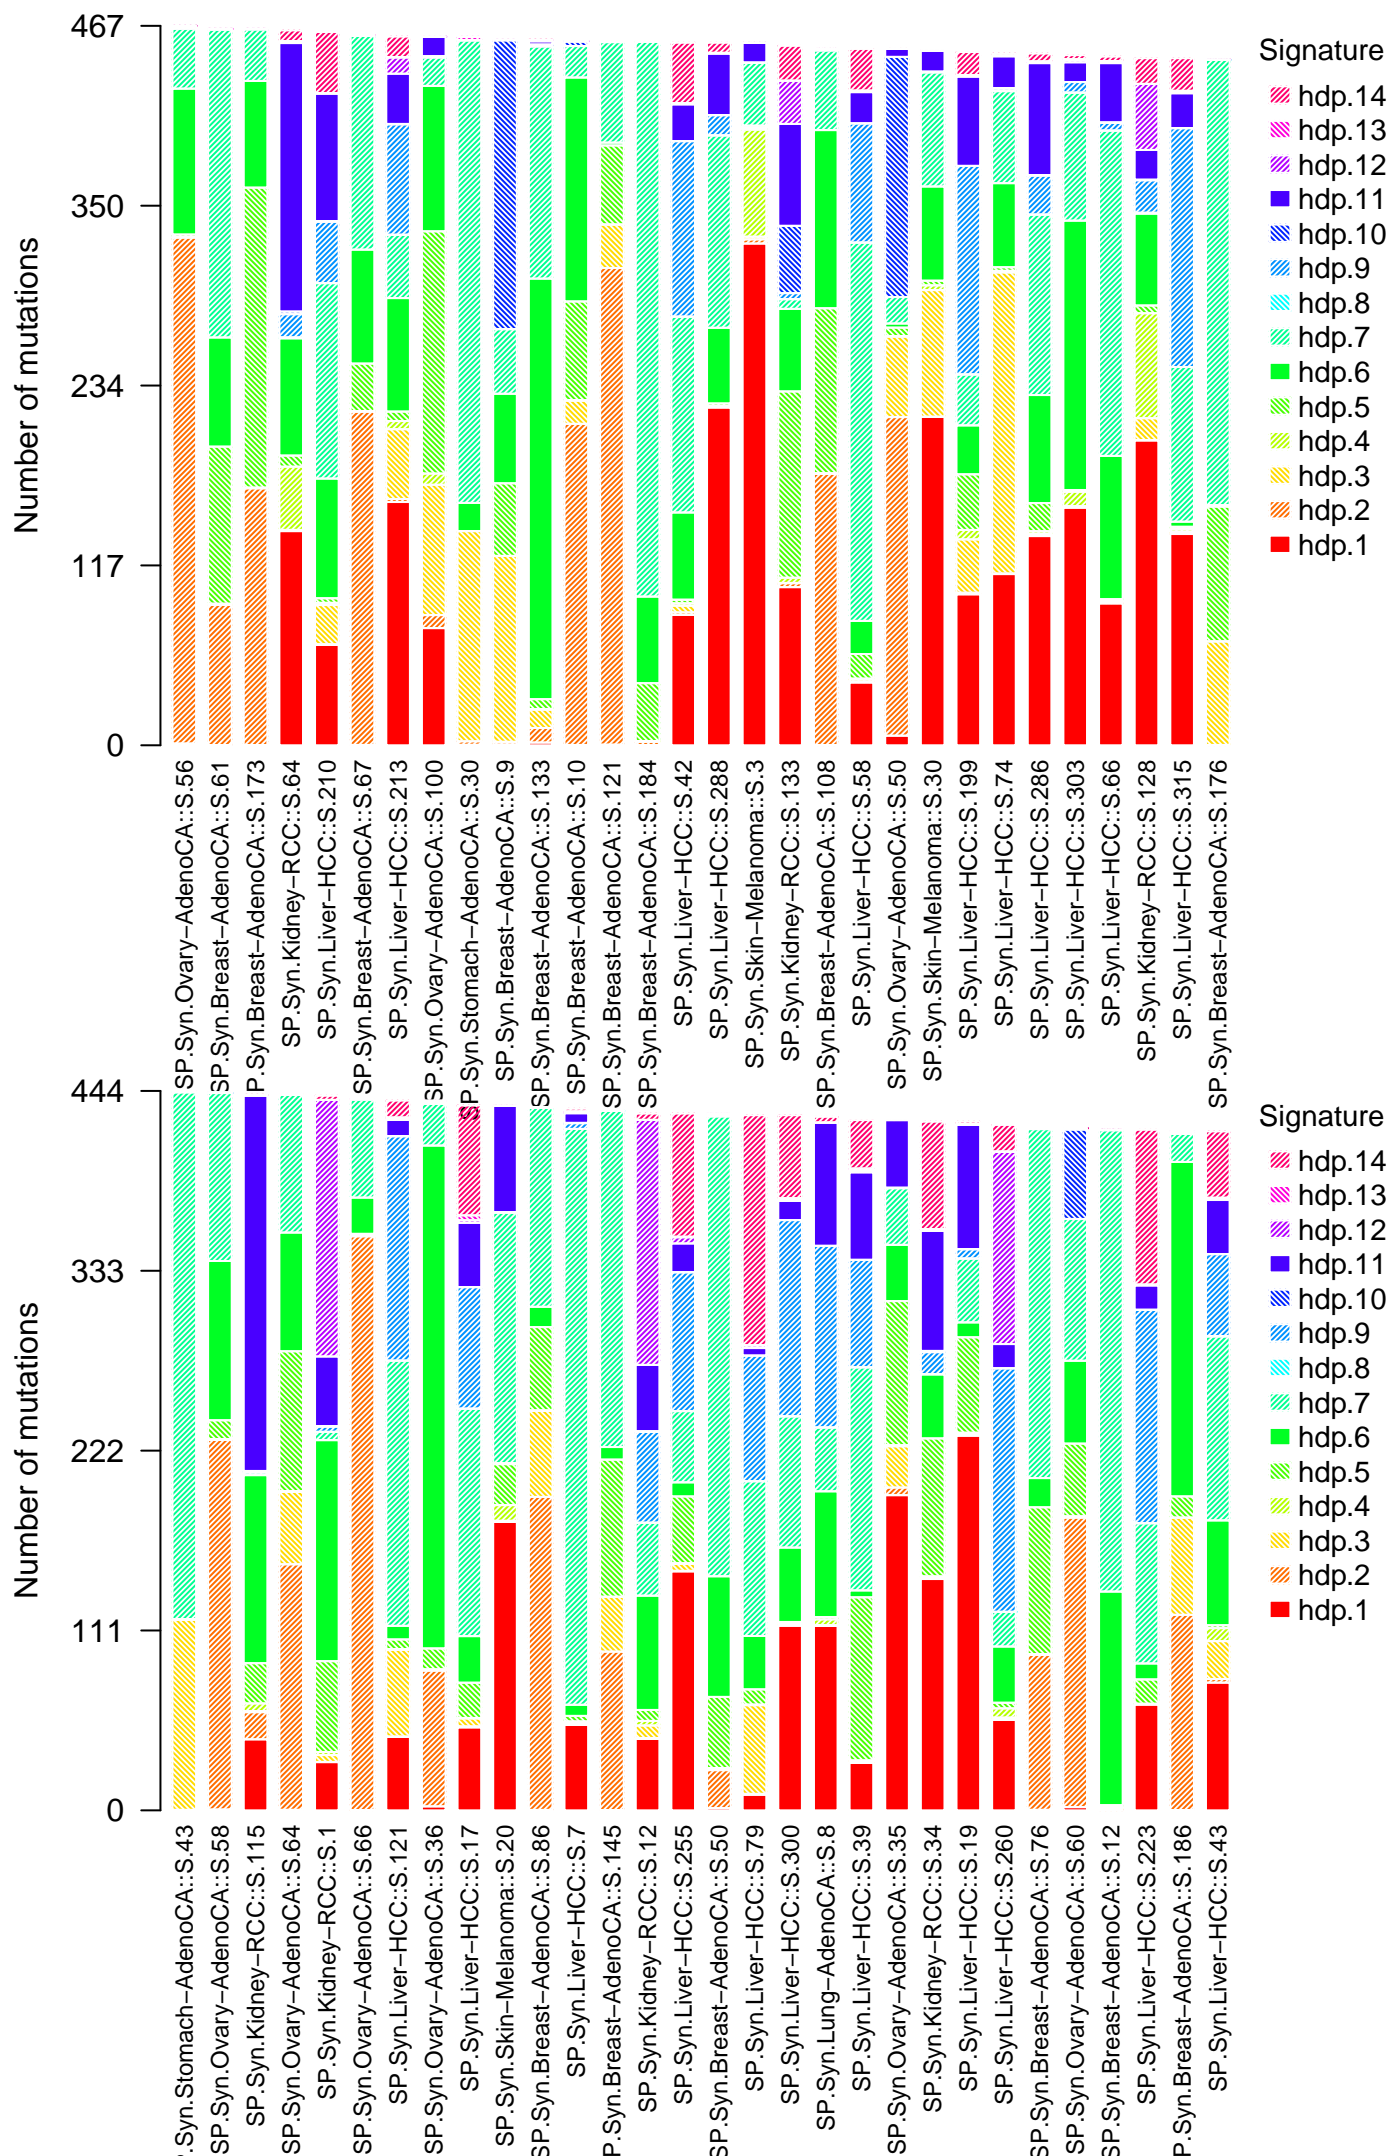 Number of mutations
467
350
234
117
0
Signature
hdp.14
hdp.13
hdp.12
hdp.11
hdp.10
hdp.9
hdp.8
hdp.7
hdp.6
hdp.5
hdp.4
hdp.3
hdp.2
hdp.1
SP.Syn.Ovary−AdenoCA::S.56
SP.Syn.Breast−AdenoCA::S.61
P.Syn.Breast−AdenoCA::S.173
SP.Syn.Kidney−RCC::S.64
SP.Syn.Liver−HCC::S.210
SP.Syn.Breast−AdenoCA::S.67
SP.Syn.Liver−HCC::S.213
SP.Syn.Ovary−AdenoCA::S.100
SP.Syn.Stomach−AdenoCA::S.30
SP.Syn.Breast−AdenoCA::S.9
SP.Syn.Breast−AdenoCA::S.133
SP.Syn.Breast−AdenoCA::S.10
SP.Syn.Breast−AdenoCA::S.121
SP.Syn.Breast−AdenoCA::S.184
SP.Syn.Liver−HCC::S.42
SP.Syn.Liver−HCC::S.288
SP.Syn.Skin−Melanoma::S.3
SP.Syn.Kidney−RCC::S.133
SP.Syn.Breast−AdenoCA::S.108
SP.Syn.Liver−HCC::S.58
SP.Syn.Ovary−AdenoCA::S.50
SP.Syn.Skin−Melanoma::S.30
SP.Syn.Liver−HCC::S.199
SP.Syn.Liver−HCC::S.74
SP.Syn.Liver−HCC::S.286
SP.Syn.Liver−HCC::S.303
SP.Syn.Liver−HCC::S.66
SP.Syn.Kidney−RCC::S.128
SP.Syn.Liver−HCC::S.315
SP.Syn.Breast−AdenoCA::S.176
Number of mutations
444
333
222
111
0
Signature
hdp.14
hdp.13
hdp.12
hdp.11
hdp.10
hdp.9
hdp.8
hdp.7
hdp.6
hdp.5
hdp.4
hdp.3
hdp.2
hdp.1
P.Syn.Stomach−AdenoCA::S.43
SP.Syn.Ovary−AdenoCA::S.58
SP.Syn.Kidney−RCC::S.115
SP.Syn.Ovary−AdenoCA::S.64
SP.Syn.Kidney−RCC::S.1
SP.Syn.Ovary−AdenoCA::S.66
SP.Syn.Liver−HCC::S.121
SP.Syn.Ovary−AdenoCA::S.36
SP.Syn.Liver−HCC::S.17
SP.Syn.Skin−Melanoma::S.20
SP.Syn.Breast−AdenoCA::S.86
SP.Syn.Liver−HCC::S.7
P.Syn.Breast−AdenoCA::S.145
SP.Syn.Kidney−RCC::S.12
SP.Syn.Liver−HCC::S.255
SP.Syn.Breast−AdenoCA::S.50
SP.Syn.Liver−HCC::S.79
SP.Syn.Liver−HCC::S.300
SP.Syn.Lung−AdenoCA::S.8
SP.Syn.Liver−HCC::S.39
SP.Syn.Ovary−AdenoCA::S.35
SP.Syn.Kidney−RCC::S.34
SP.Syn.Liver−HCC::S.19
SP.Syn.Liver−HCC::S.260
SP.Syn.Breast−AdenoCA::S.76
SP.Syn.Ovary−AdenoCA::S.60
SP.Syn.Breast−AdenoCA::S.12
SP.Syn.Liver−HCC::S.223
P.Syn.Breast−AdenoCA::S.186
SP.Syn.Liver−HCC::S.43